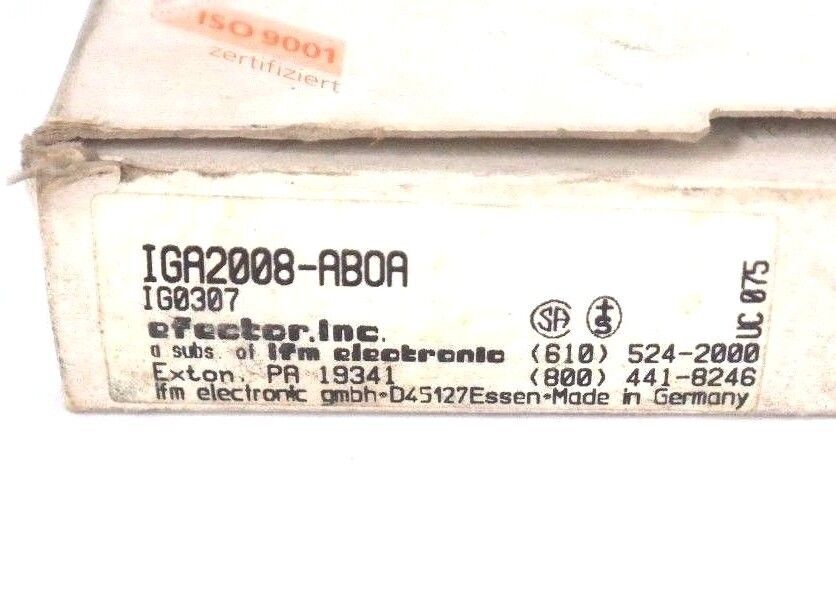 ISO 9001
zertifiziert
IGA2008-ABOA
IG0307
efector.inc.
a subs. of ifm electronic (610) 524-2000
Exton, PA 19341 (800) 441-8246
ifm electronic gmbh•D45127Essen•Made in Germany
SA
UC 075